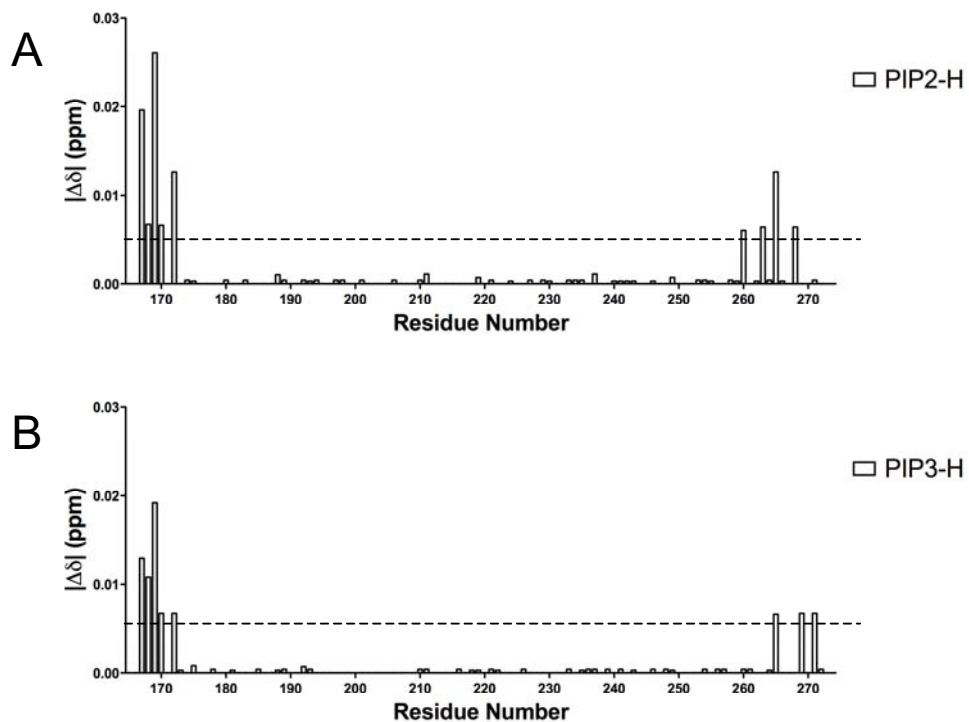 A
|Δδ| (ppm)
0.03
0.02
0.01
0.00
170 180 190 200 210 220 230 240 250 260 270
Residue Number
PIP2-H
B
|Δδ| (ppm)
0.03
0.02
0.01
0.00
170 180 190 200 210 220 230 240 250 260 270
Residue Number
PIP3-H